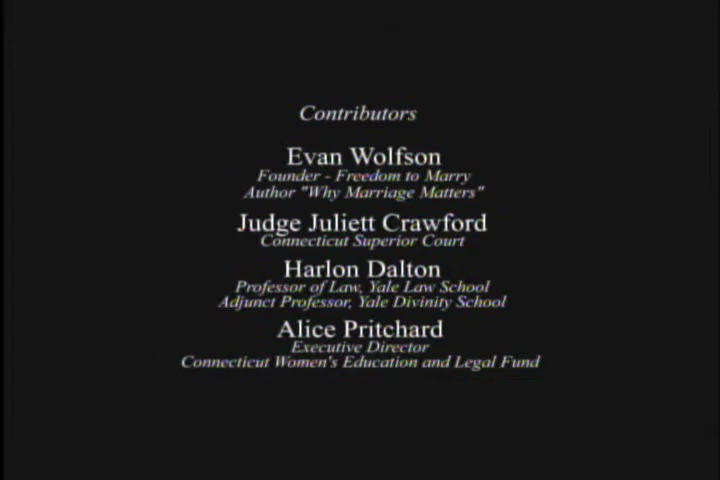 Contributors
Evan Wolfson
Founder - Freedom to Marry
Author "Why Marriage Matters"
Judge Juliett Crawford
Connecticut Superior Court
Harlon Dalton
Professor of Law, Yale Law School
Adjunct Professor, Yale Divinity School
Alice Pritchard
Executive Director
Connecticut Women's Education and Legal Fund